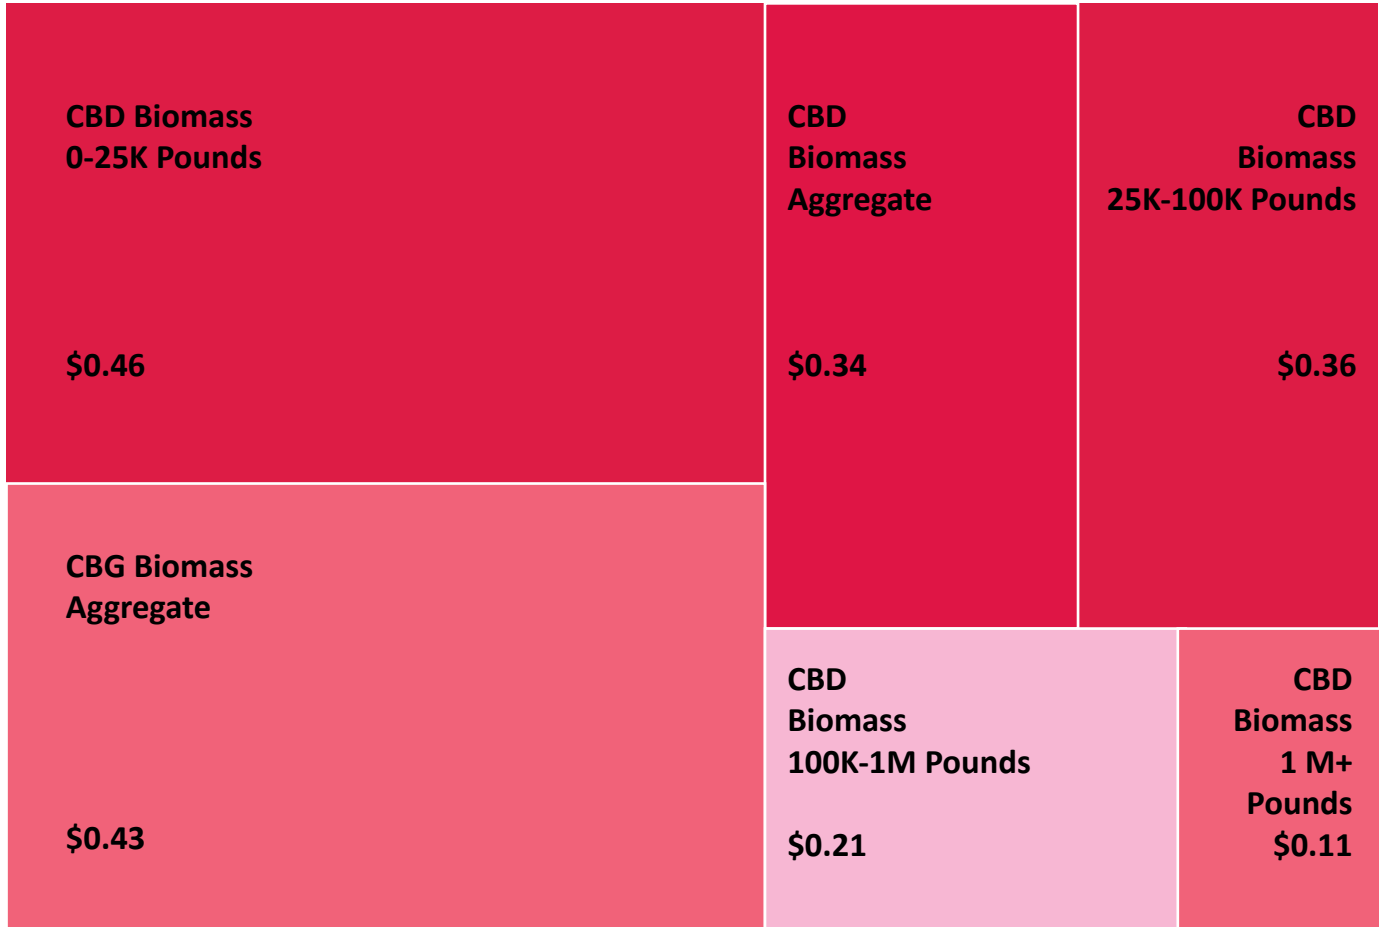 CBD Biomass
0-25K Pounds
$0.46
CBG Biomass
Aggregate
$0.43
CBD
Biomass
Aggregate
$0.34
CBD
Biomass
25K-100K Pounds
$0.36
CBD
Biomass
100K-1M Pounds
$0.21
CBD
Biomass
1 M+
Pounds
$0.11